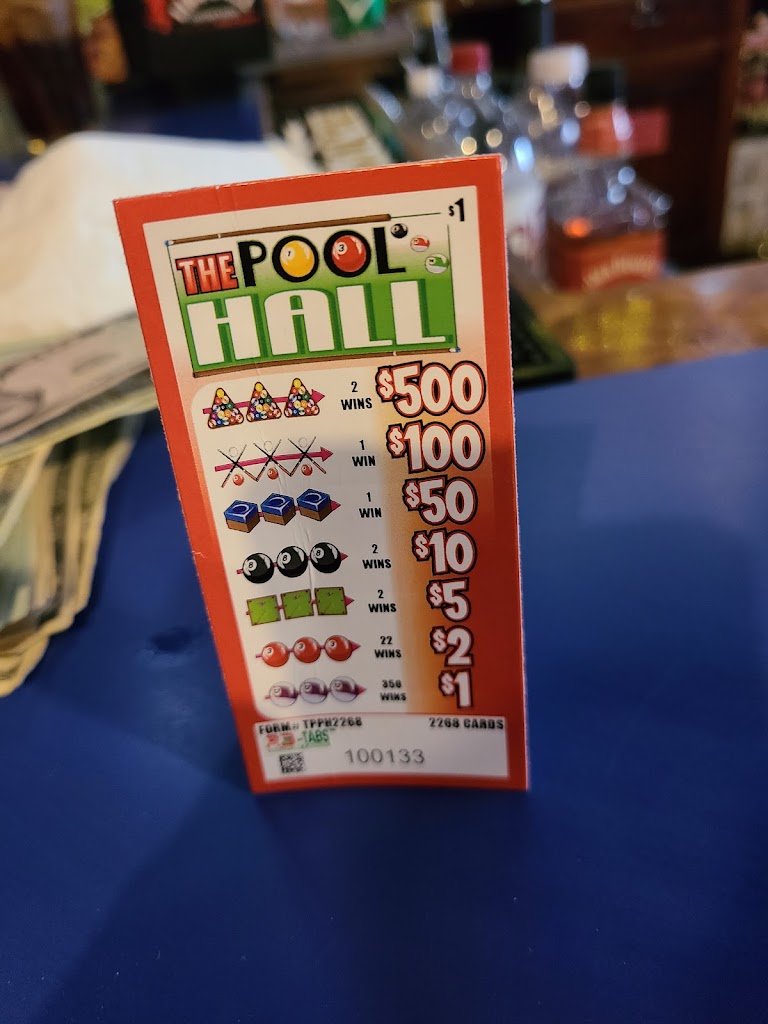 $1
THE POOL
HALL
2 WINS $500
1 WIN $100
1 WIN $50
2 WINS $10
2 WINS $5
22 WINS $2
350 WINS $1
FORM# TPPH2268 2268 CARDS
-TABS
100133